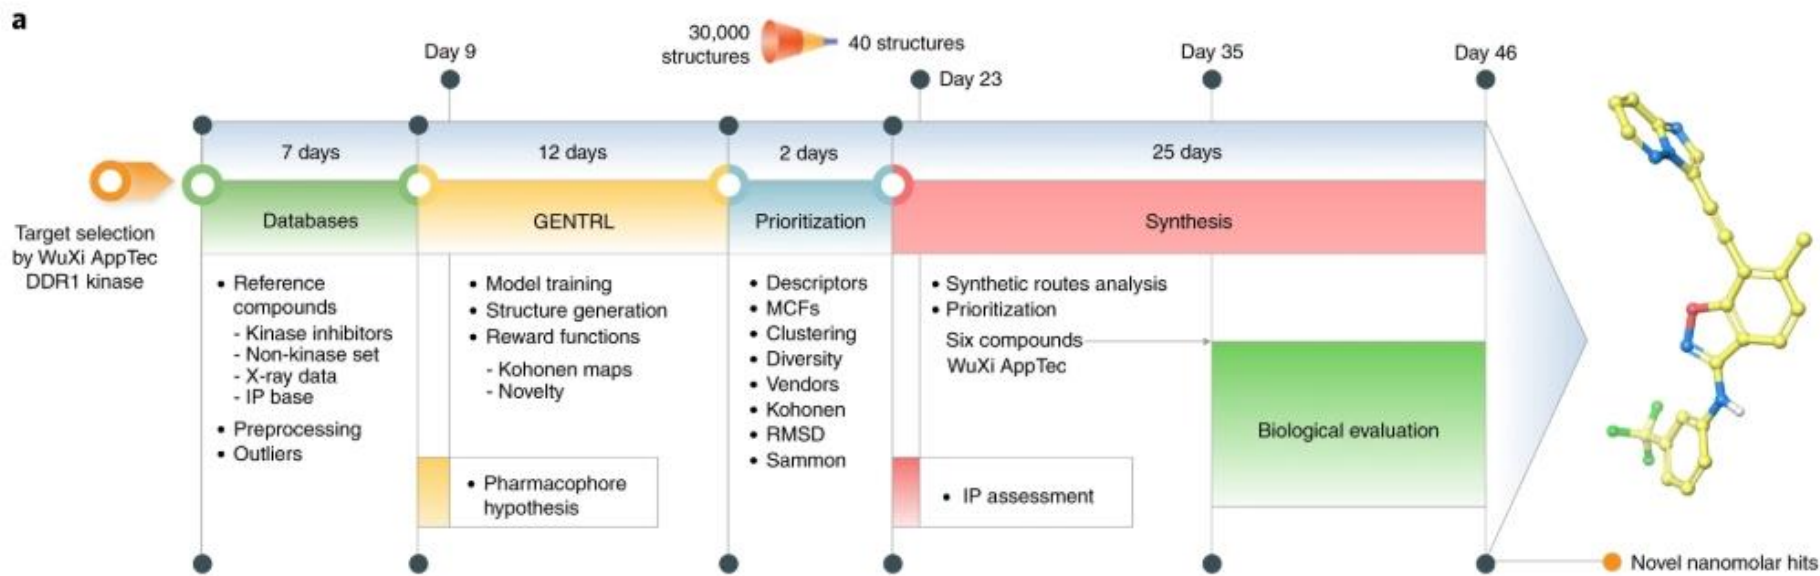 a
30,000
structures
40 structures
Day 9
Day 23
Day 35
Day 46
7 days
12 days
2 days
25 days
Target selection
by WuXi AppTec
DDR1 kinase
Databases
GENTRL
Prioritization
Synthesis
• Reference
compounds
- Kinase inhibitors
- Non-kinase set
- X-ray data
- IP base
• Preprocessing
• Outliers
• Model training
• Structure generation
• Reward functions
- Kohonen maps
- Novelty
• Pharmacophore
hypothesis
• Descriptors
• MCFs
• Clustering
• Diversity
• Vendors
• Kohonen
• RMSD
• Sammon
• Synthetic routes analysis
• Prioritization
Six compounds
WuXi AppTec
• IP assessment
Biological evaluation
Novel nanomolar hits